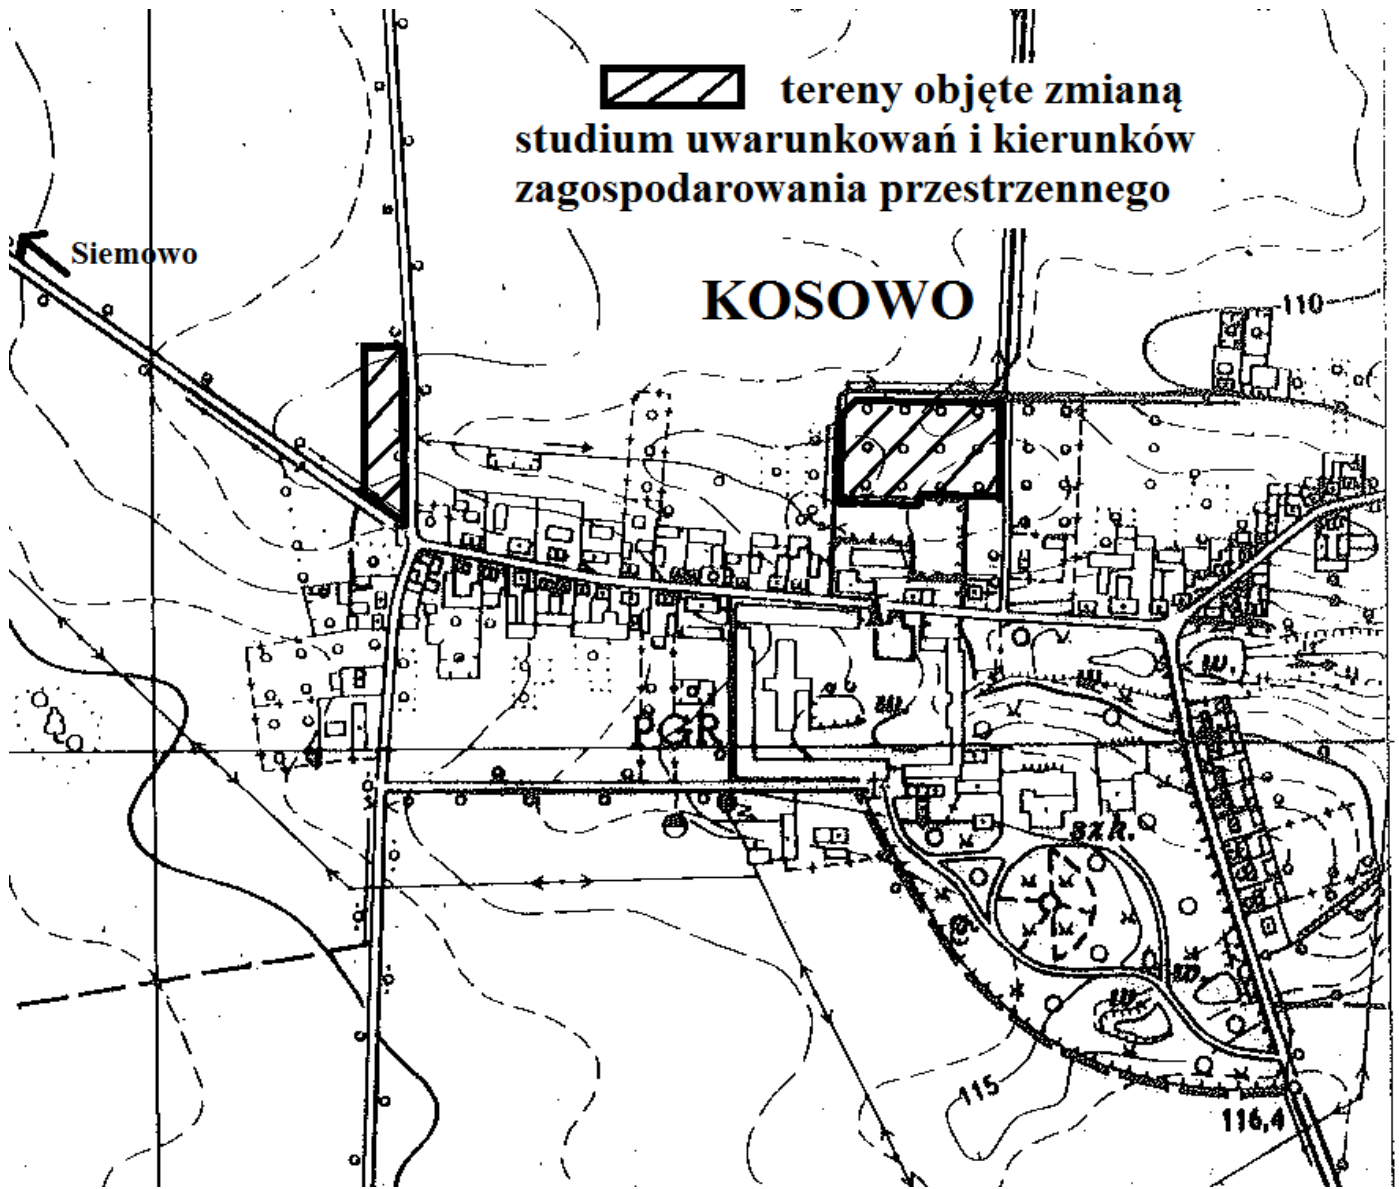 tereny objęte zmianą
studium uwarunkowań i kierunków
zagospodarowania przestrzennego
Siemowo
KOSOWO
110
w.
w.
w.
PGR
szk.
w.
w.
115
116,4